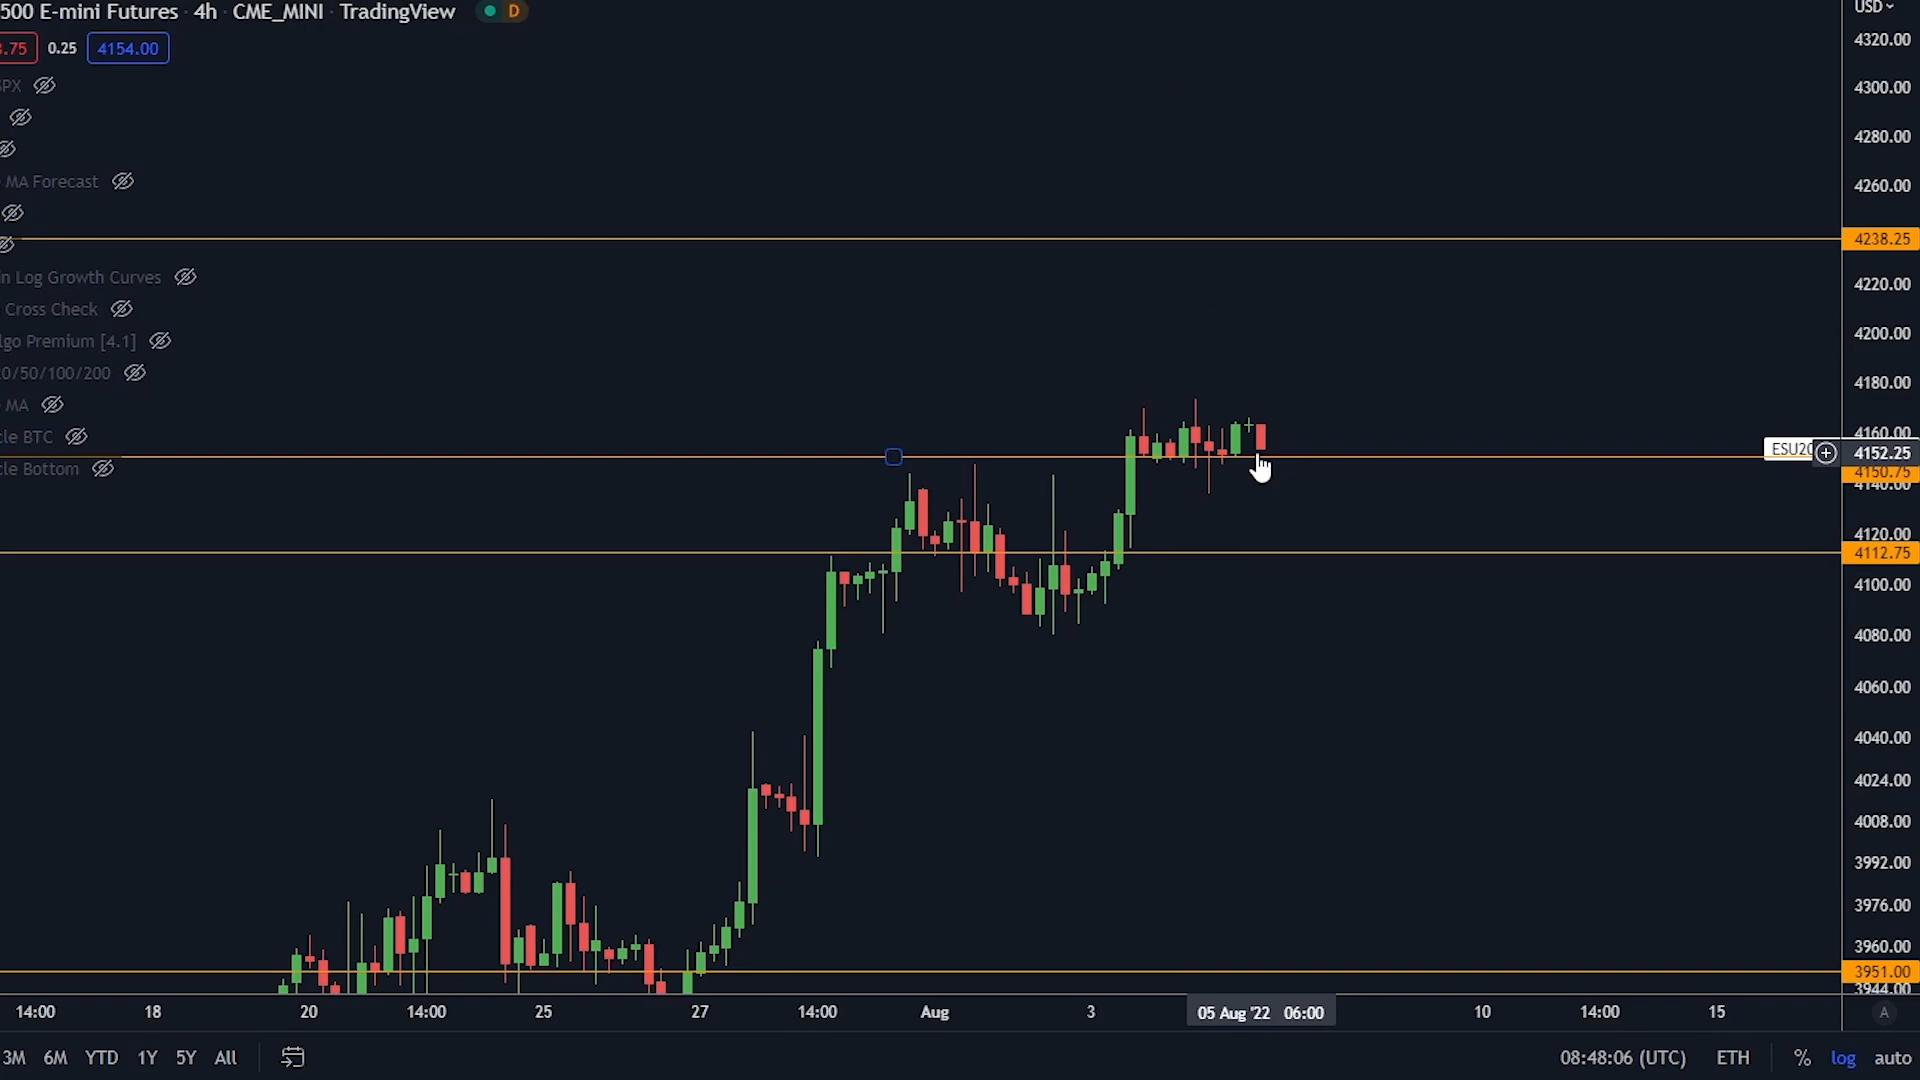 500 E-mini Futures · 4h · CME_MINI · TradingView D
.75 0.25 4154.00
SPX
MA Forecast
in Log Growth Curves
Cross Check
lgo Premium [4.1]
0/50/100/200
MA
cle BTC
cle Bottom
USD
4320.00
4300.00
4280.00
4260.00
4238.25
4220.00
4200.00
4180.00
4160.00
ESU20
4152.25
4150.75
4140.00
4120.00
4112.75
4100.00
4080.00
4060.00
4040.00
4024.00
4008.00
3992.00
3976.00
3960.00
3951.00
3944.00
14:00 18 20 14:00 25 27 14:00 Aug 3 05 Aug '22 06:00 10 14:00 15 A
3M 6M YTD 1Y 5Y All 08:48:06 (UTC) ETH % log auto